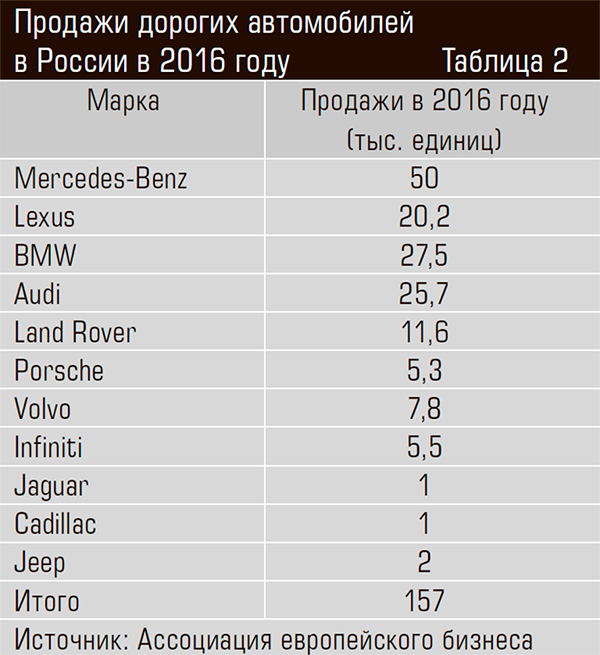 Продажи дорогих автомобилей
в России в 2016 году Таблица 2
Марка Продажи в 2016 году
(тыс. единиц)
Mercedes-Benz 50
Lexus 20,2
BMW 27,5
Audi 25,7
Land Rover 11,6
Porsche 5,3
Volvo 7,8
Infiniti 5,5
Jaguar 1
Cadillac 1
Jeep 2
Итого 157
Источник: Ассоциация европейского бизнеса